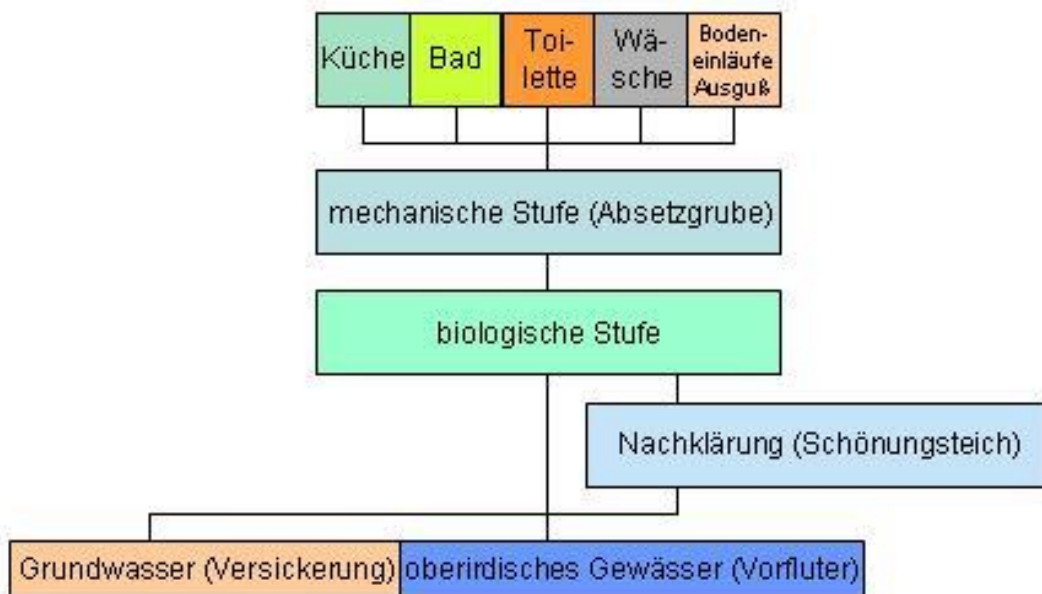 Küche
Bad
Toi-
lette
Wä-
sche
Boden-
einläufe
Ausguß
mechanische Stufe (Absetzgrube)
biologische Stufe
Nachklärung (Schönungsteich)
Grundwasser (Versickerung)
oberirdisches Gewässer (Vorfluter)